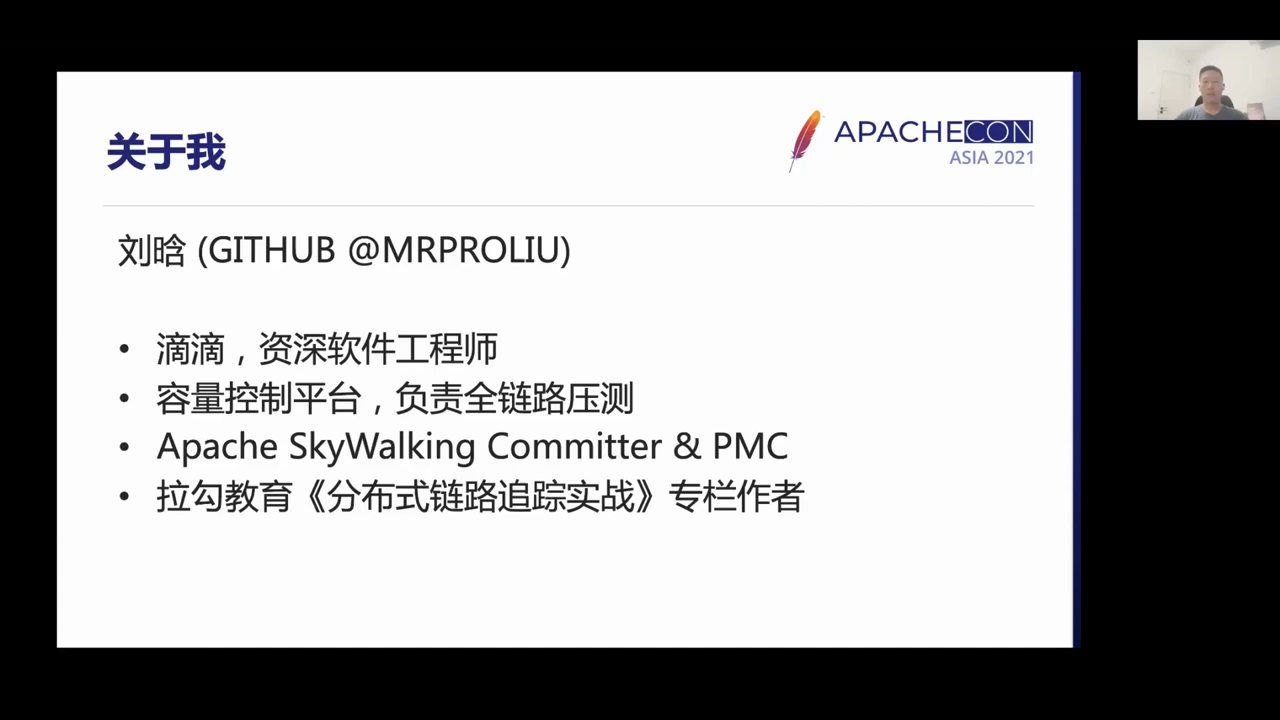 关于我
APACHECON
ASIA 2021
刘晗 (GITHUB @MRPROLIU)
• 滴滴，资深软件工程师
• 容量控制平台，负责全链路压测
• Apache SkyWalking Committer & PMC
• 拉勾教育《分布式链路追踪实战》专栏作者